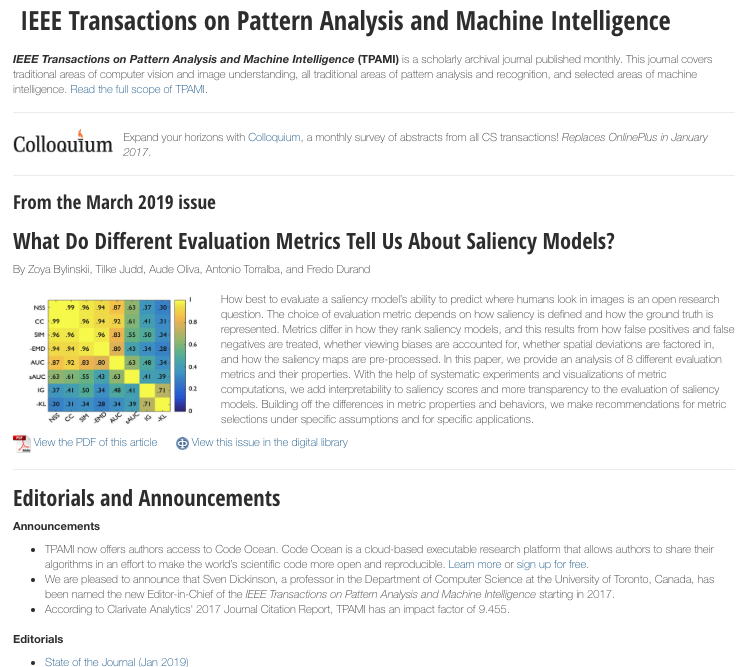 IEEE Transactions on Pattern Analysis and Machine Intelligence
IEEE Transactions on Pattern Analysis and Machine Intelligence (TPAMI) is a scholarly archival journal published monthly. This journal covers
traditional areas of computer vision and image understanding, all traditional areas of pattern analysis and recognition, and selected areas of machine
intelligence. Read the full scope of TPAMI.
Colloquium
Expand your horizons with Colloquium, a monthly survey of abstracts from all CS transactions! Replaces OnlinePlus in January
2017.
From the March 2019 issue
What Do Different Evaluation Metrics Tell Us About Saliency Models?
By Zoya Bylinskii, Tilke Judd, Aude Oliva, Antonio Torralba, and Fredo Durand
NSS .99 .96 .94 .87 .63 .37 .30
CC .99 .96 .94 .92 .61 .41 .31
SIM .96 .96 .96 .83 .55 .50 .34
-EMD .94 .94 .96 .80 .43 .34 .28
AUC .87 .92 .83 .80 .63 .48 .34
sAUC .63 .61 .55 .43 .63 .41 .39
IG .37 .41 .50 .34 .48 .41 .71
-KL .30 .31 .34 .28 .34 .39 .71
NSS CC SIM -EMD AUC sAUC IG -KL
1
0.8
0.6
0.4
0.2
0
How best to evaluate a saliency model's ability to predict where humans look in images is an open research
question. The choice of evaluation metric depends on how saliency is defined and how the ground truth is
represented. Metrics differ in how they rank saliency models, and this results from how false positives and false
negatives are treated, whether viewing biases are accounted for, whether spatial deviations are factored in,
and how the saliency maps are pre-processed. In this paper, we provide an analysis of 8 different evaluation
metrics and their properties. With the help of systematic experiments and visualizations of metric
computations, we add interpretability to saliency scores and more transparency to the evaluation of saliency
models. Building off the differences in metric properties and behaviors, we make recommendations for metric
selections under specific assumptions and for specific applications.
PDF View the PDF of this article View this issue in the digital library
Editorials and Announcements
Announcements
• TPAMI now offers authors access to Code Ocean. Code Ocean is a cloud-based executable research platform that allows authors to share their
algorithms in an effort to make the world's scientific code more open and reproducible. Learn more or sign up for free.
• We are pleased to announce that Sven Dickinson, a professor in the Department of Computer Science at the University of Toronto, Canada, has
been named the new Editor-in-Chief of the IEEE Transactions on Pattern Analysis and Machine Intelligence starting in 2017.
• According to Clarivate Analytics' 2017 Journal Citation Report, TPAMI has an impact factor of 9.455.
Editorials
• State of the Journal (Jan 2019)